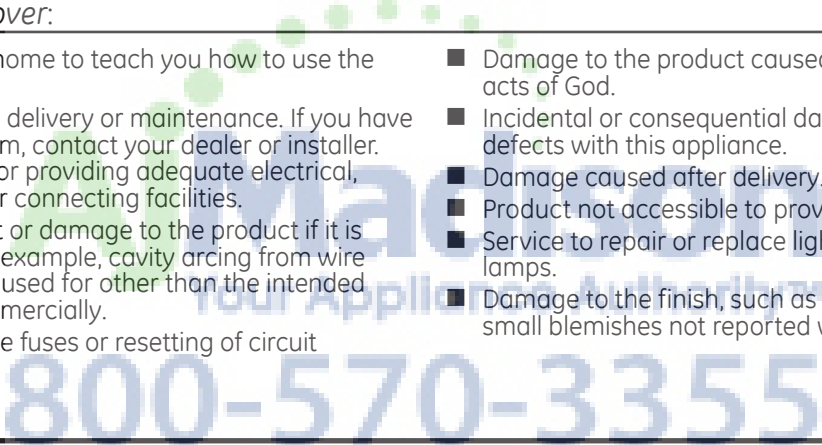 over:
home to teach you how to use the
delivery or maintenance. If you have
m, contact your dealer or installer.
or providing adequate electrical,
r connecting facilities.
t or damage to the product if it is
example, cavity arcing from wire
used for other than the intended
mercially.
e fuses or resetting of circuit
■ Damage to the product caused
acts of God.
■ Incidental or consequential da
defects with this appliance.
■ Damage caused after delivery.
■ Product not accessible to prov
■ Service to repair or replace ligh
lamps.
■ Damage to the finish, such as
small blemishes not reported w
AjMadison
Your Appliance Authority™
800-570-3355